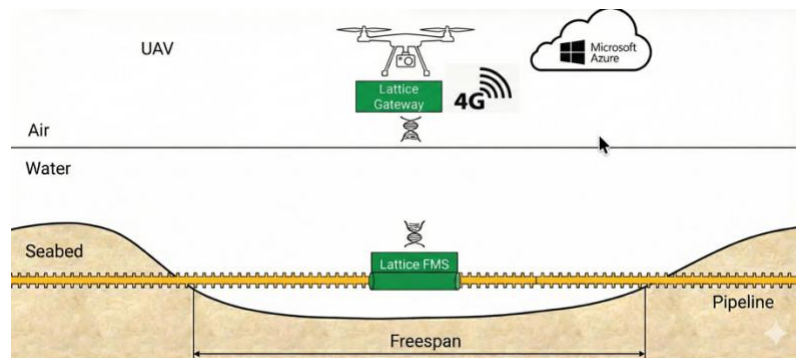 UAV
Microsoft
Azure
Lattice
Gateway
4G
Air
Water
Seabed
Lattice FMS
Pipeline
Freespan